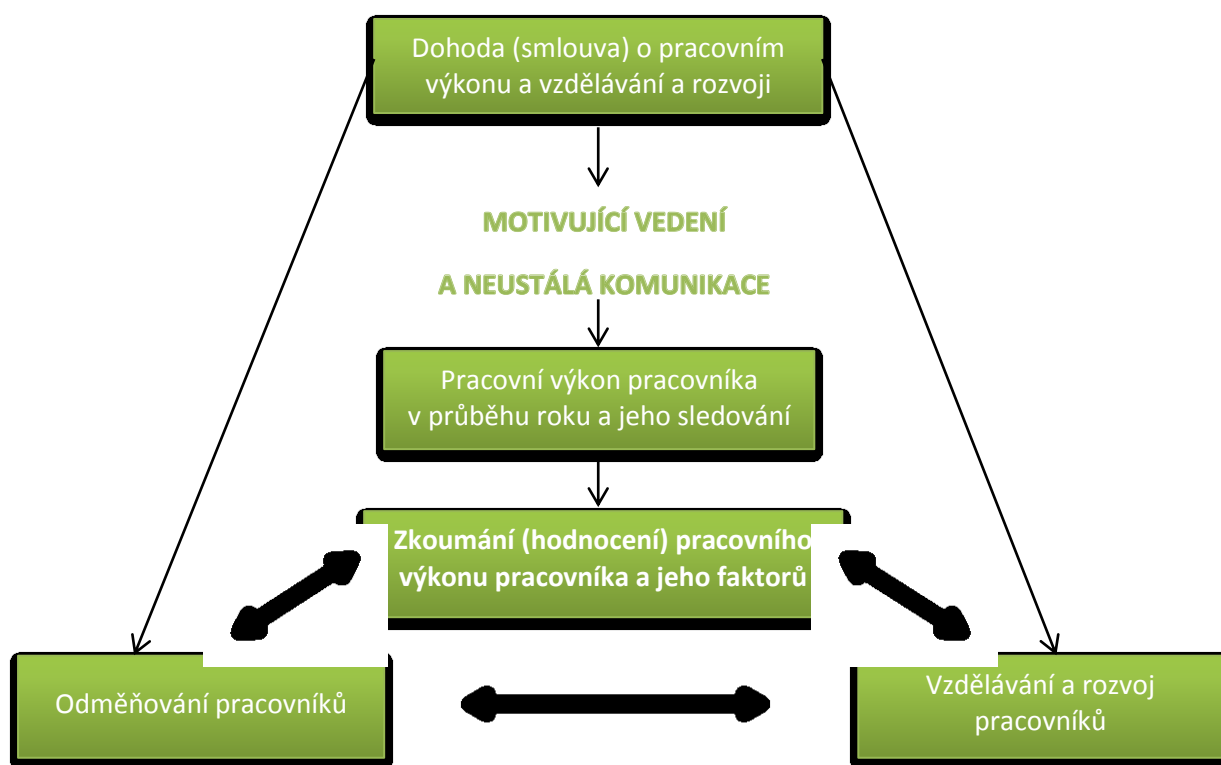 Dohoda (smlouva) o pracovním
výkonu a vzdělávání a rozvoji
MOTIVUJÍCÍ VEDENÍ
A NEUSTÁLÁ KOMUNIKACE
Pracovní výkon pracovníka
v průběhu roku a jeho sledování
Zkoumání (hodnocení) pracovního
výkonu pracovníka a jeho faktorů
Odměňování pracovníků
Vzdělávání a rozvoj
pracovníků